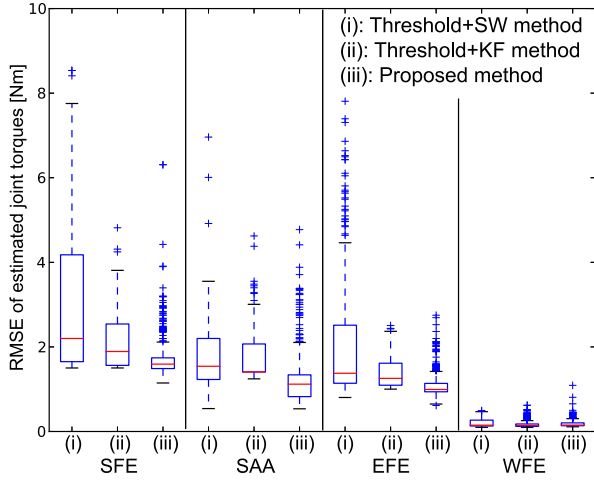 10
8
6
4
2
0
RMSE of estimated joint torques [Nm]
(i): Threshold+SW method
(ii): Threshold+KF method
(iii): Proposed method
(i) (ii) (iii) (i) (ii) (iii) (i) (ii) (iii) (i) (ii) (iii)
SFE SAA EFE WFE